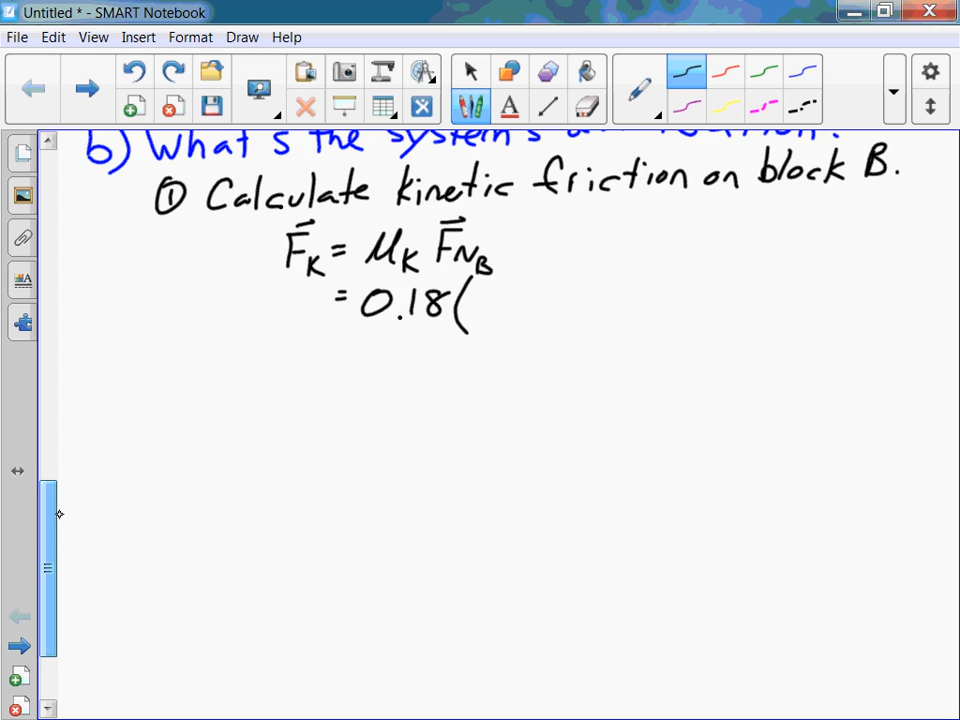 Untitled * - SMART Notebook
File Edit View Insert Format Draw Help
b) What's the system's
① Calculate kinetic friction on block B.
F⃗K = μK F⃗NB
= 0.18(